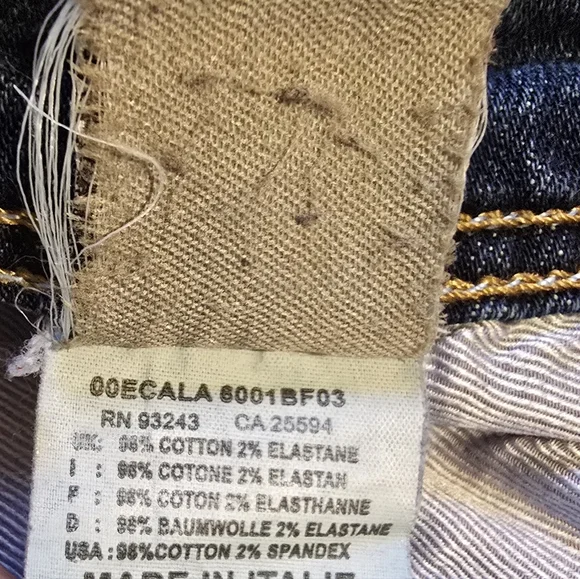 00ECALA 6001BF03
RN 93243 CA 25594
UK: 98% COTTON 2% ELASTANE
I : 98% COTONE 2% ELASTAN
F : 98% COTON 2% ELASTHANNE
D : 98% BAUMWOLLE 2% ELASTANE
USA :98%COTTON 2% SPANDEX
MADE IN ITALIE